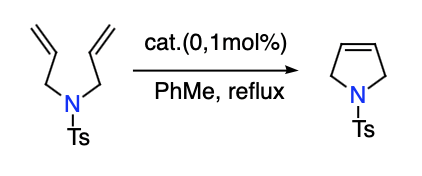 cat.(0,1mol%)
PhMe, reflux
N
Ts
N
Ts